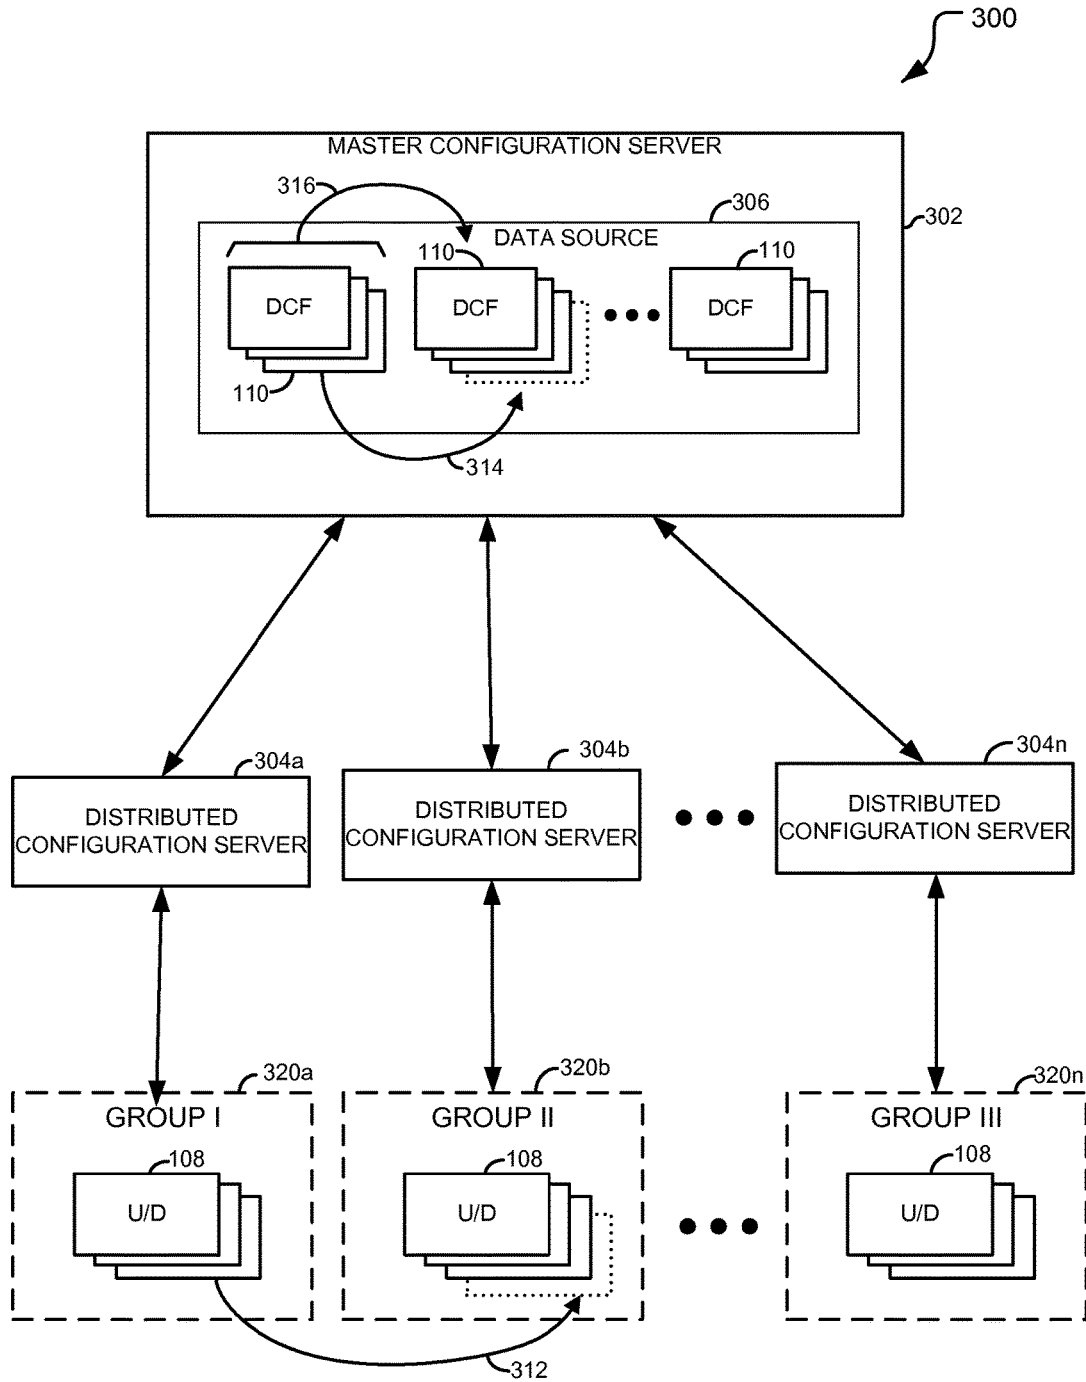 300
MASTER CONFIGURATION SERVER
316
306
302
DATA SOURCE
110
110
DCF
DCF
DCF
110
314
304a
304b
304n
DISTRIBUTED
CONFIGURATION SERVER
DISTRIBUTED
CONFIGURATION SERVER
DISTRIBUTED
CONFIGURATION SERVER
320a
320b
320n
GROUP I
GROUP II
GROUP III
108
108
108
U/D
U/D
U/D
312